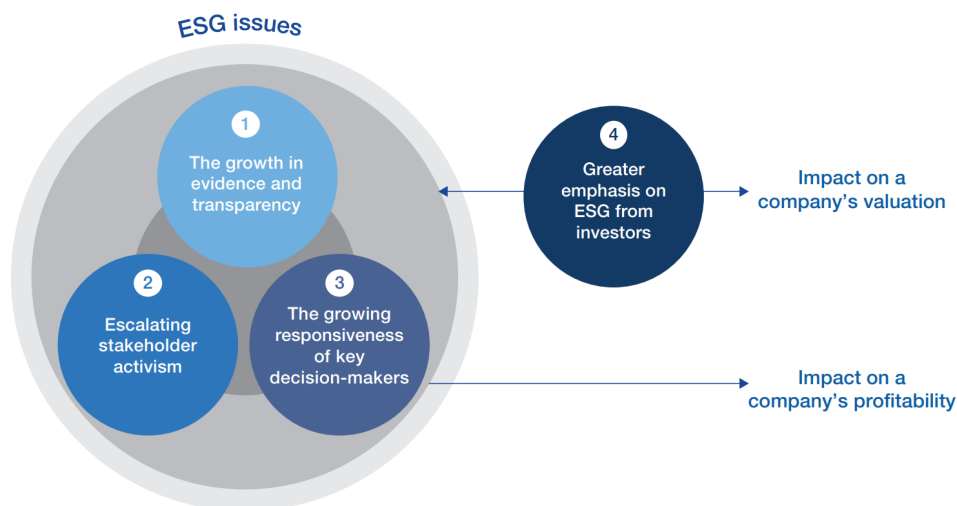 ESG issues
1
The growth in
evidence and
transparency
2
Escalating
stakeholder
activism
3
The growing
responsiveness
of key
decision-makers
4
Greater
emphasis on
ESG from
investors
Impact on a
company’s valuation
Impact on a
company’s profitability